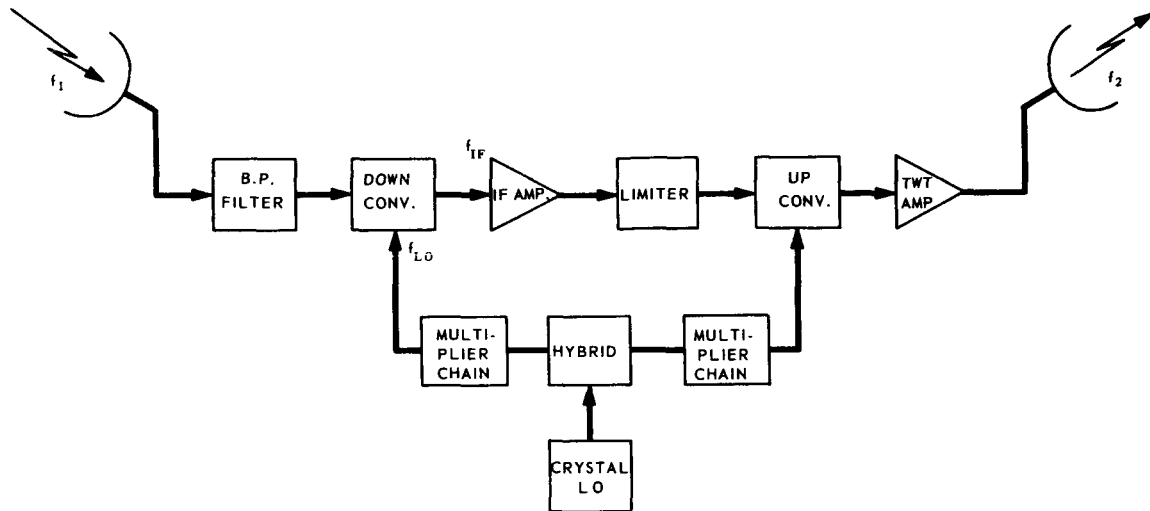 f1
f2
B.P.
FILTER
DOWN
CONV.
fIF
IF AMP.
LIMITER
UP
CONV.
TWT
AMP
fLO
MULTI-
PLIER
CHAIN
HYBRID
MULTI-
PLIER
CHAIN
CRYSTAL
LO